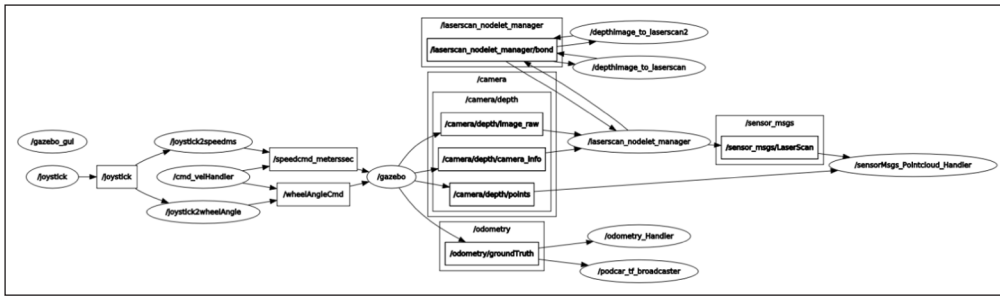 /laserscan_nodelet_manager
/laserscan_nodelet_manager/bond
/depthimage_to_laserscan2
/depthimage_to_laserscan
/camera
/camera/depth
/camera/depth/image_raw
/camera/depth/camera_info
/camera/depth/points
/gazebo_gui
/joystick
/joystick
/joystick2speedms
/cmd_velHandler
/joystick2wheelAngle
/speedcmd_meterssec
/wheelAngleCmd
/gazebo
/laserscan_nodelet_manager
/sensor_msgs
/sensor_msgs/LaserScan
/sensorMsgs_Pointcloud_Handler
/odometry
/odometry/groundTruth
/odometry_Handler
/podcar_tf_broadcaster